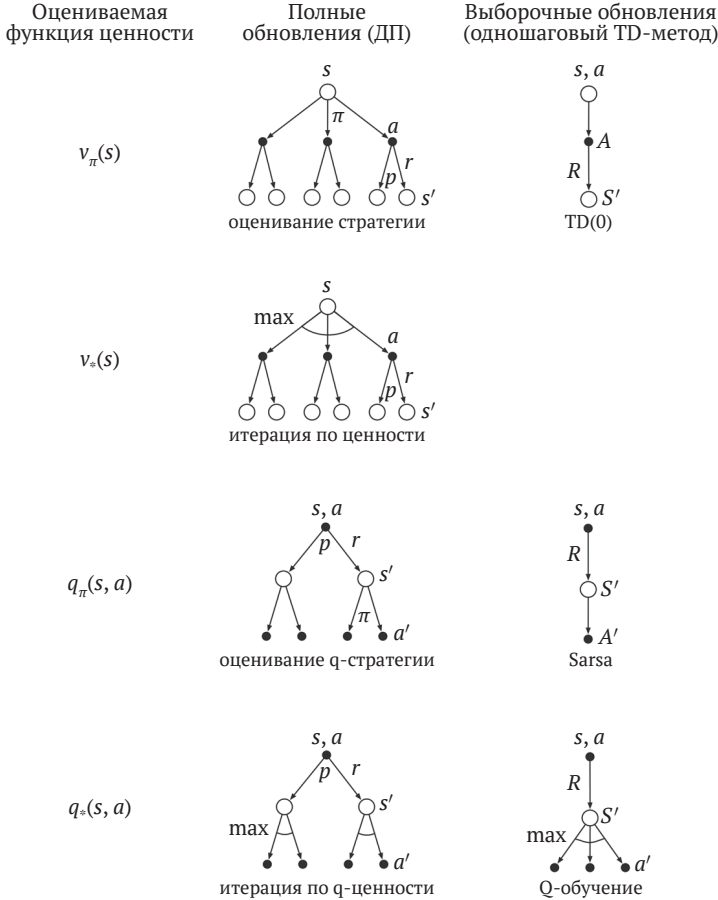 Оцениваемая
функция ценности
Полные
обновления (ДП)
Выборочные обновления
(одношаговый TD-метод)
v_π(s)
s
π
a
r
p
s′
оценивание стратегии
s, a
A
R
S′
TD(0)
v_*(s)
s
max
a
r
p
s′
итерация по ценности
q_π(s, a)
s, a
p r
s′
π
a′
оценивание q-стратегии
s, a
R
S′
A′
Sarsa
q_*(s, a)
s, a
p r
s′
max
a′
итерация по q-ценности
s, a
R
S′
max
a′
Q-обучение